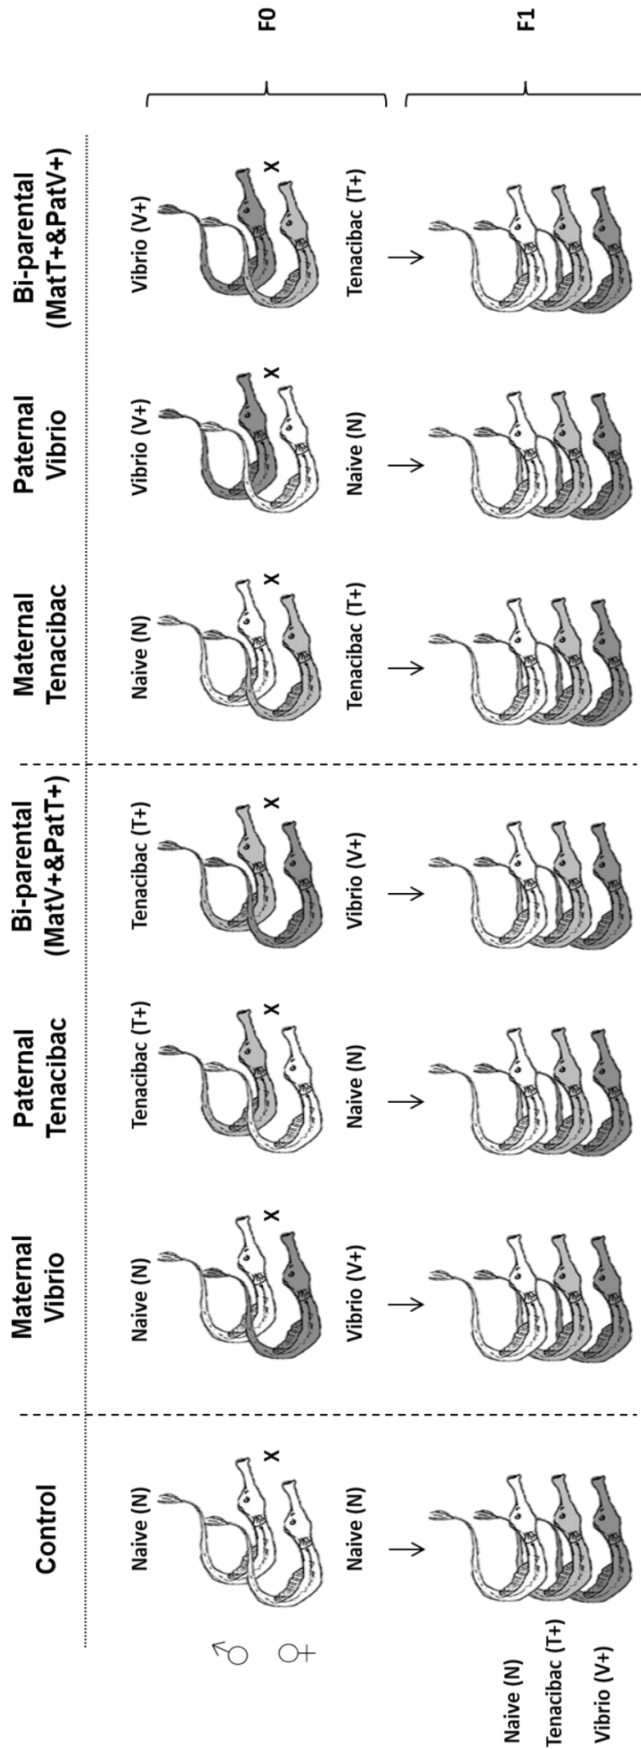 Control
Maternal
Vibrio
Paternal
Tenacibac
Bi-parental
(MatV+&PatT+)
Maternal
Tenacibac
Paternal
Vibrio
Bi-parental
(MatT+&PatV+)
♂
Naive (N)
Naive (N)
Tenacibac (T+)
Tenacibac (T+)
Naive (N)
Vibrio (V+)
Vibrio (V+)
F0
♀
X
X
X
X
X
X
X
Naive (N)
Vibrio (V+)
Naive (N)
Vibrio (V+)
Tenacibac (T+)
Naive (N)
Tenacibac (T+)
Naive (N)
Tenacibac (T+)
Vibrio (V+)
F1